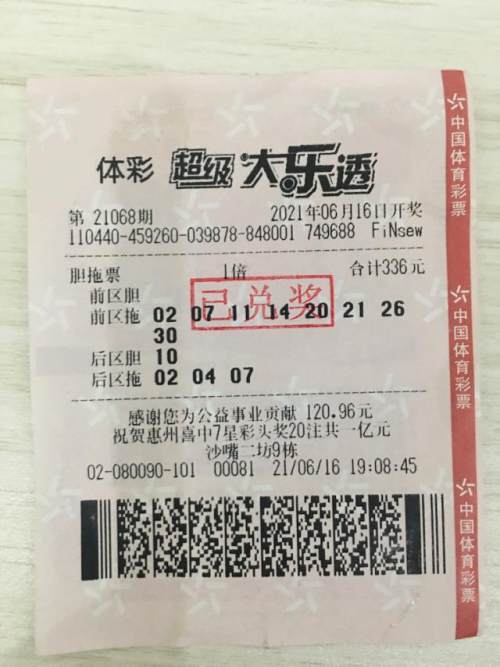 体彩 超级大乐透
第 21068期 2021年06月16日开奖
110440-459260-039878-848001 749688 FiNsew
胆拖票 1倍 合计336元
前区胆
前区拖 02 07 11 14 20 21 26
30
已兑奖
后区胆 10
后区拖 02 04 07
感谢您为公益事业贡献 120.96元
祝贺惠州喜中7星彩头奖20注共一亿元
沙嘴二坊9栋
02-080090-101 00081 21/06/16 19:08:45
中国体育彩票
中国体育彩票
中国体育彩票